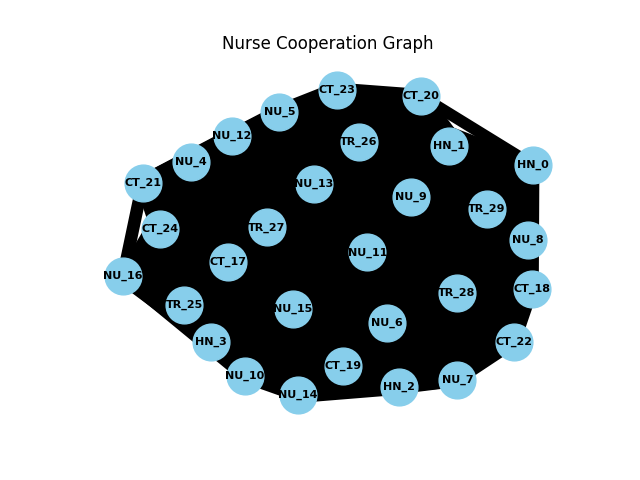 Nurse Cooperation Graph
CT_23
CT_20
NU_5
NU_12
TR_26
HN_1
NU_4
HN_0
CT_21
NU_13
NU_9
TR_29
CT_24
TR_27
NU_8
NU_11
CT_17
NU_16
CT_18
TR_28
TR_25
NU_15
NU_6
HN_3
CT_22
CT_19
NU_10
NU_7
HN_2
NU_14